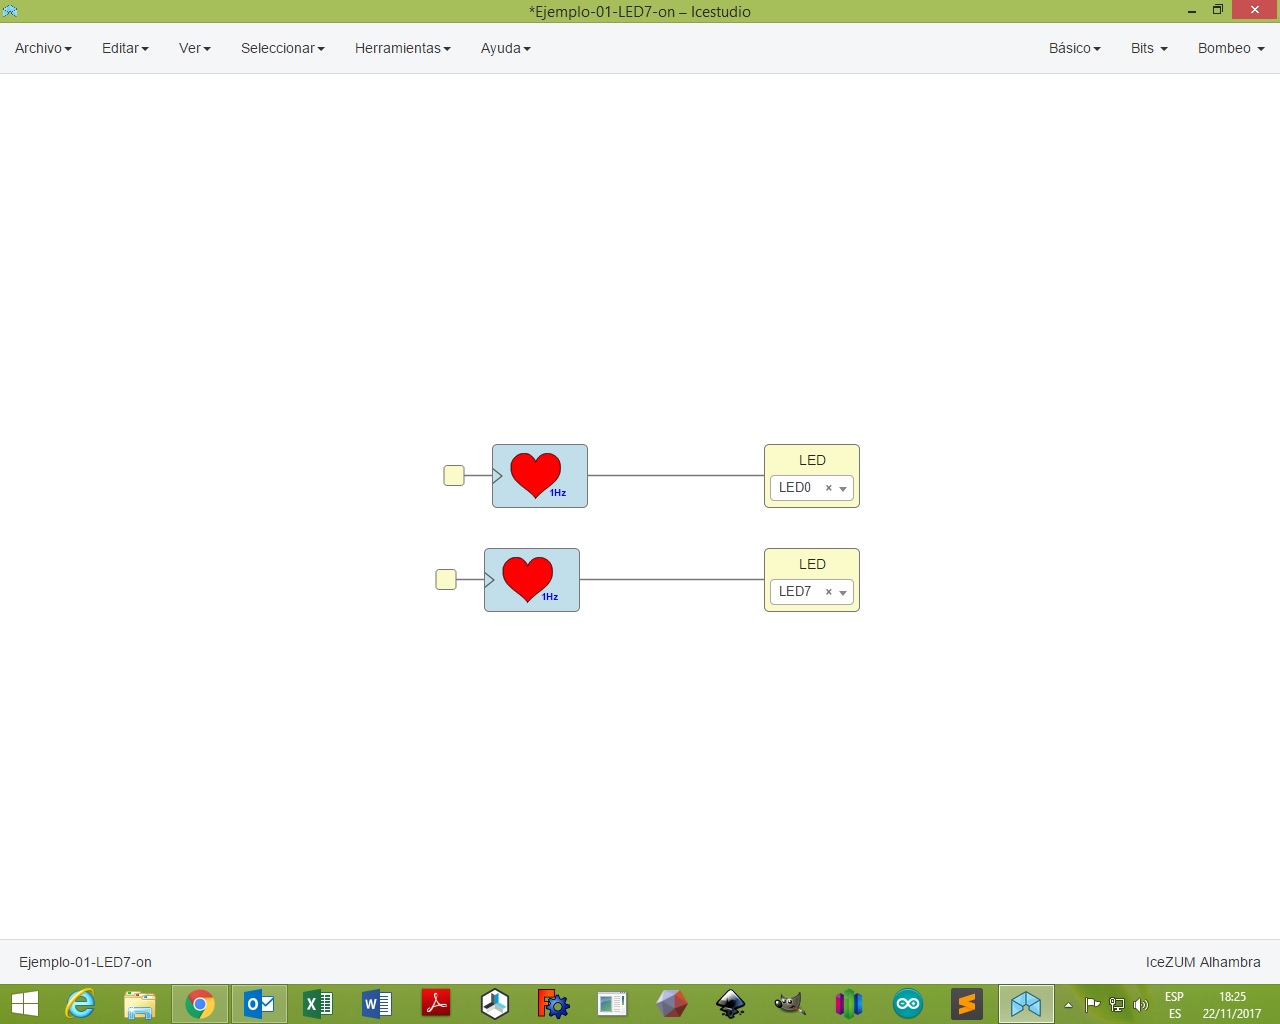 *Ejemplo-01-LED7-on – Icestudio
Archivo Editar Ver Seleccionar Herramientas Ayuda Básico Bits Bombeo
1Hz
LED
LED0 ×
1Hz
LED
LED7 ×
Ejemplo-01-LED7-on IceZUM Alhambra
ESP 18:25
ES 22/11/2017